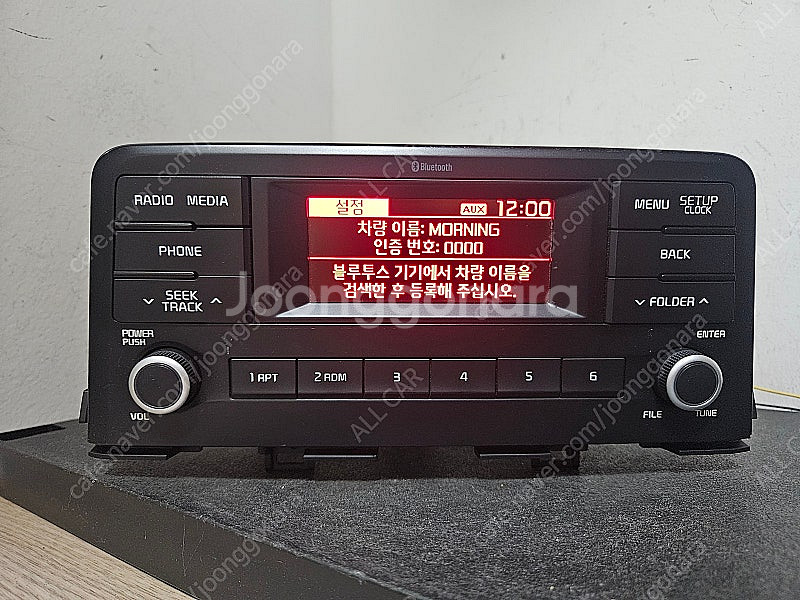 Bluetooth
RADIO MEDIA
설정
AUX 12:00
MENU SETUP
CLOCK
차량 이름: MORNING
인증 번호: 0000
PHONE
BACK
블루투스 기기에서 차량 이름을
검색한 후 등록해 주십시오.
SEEK
TRACK
FOLDER
POWER
PUSH
ENTER
1 APT
2 ADM
3
4
5
6
VOL
FILE
TUNE
Joonggonara
cafe.naver.com/joonggonara
ALL CAR